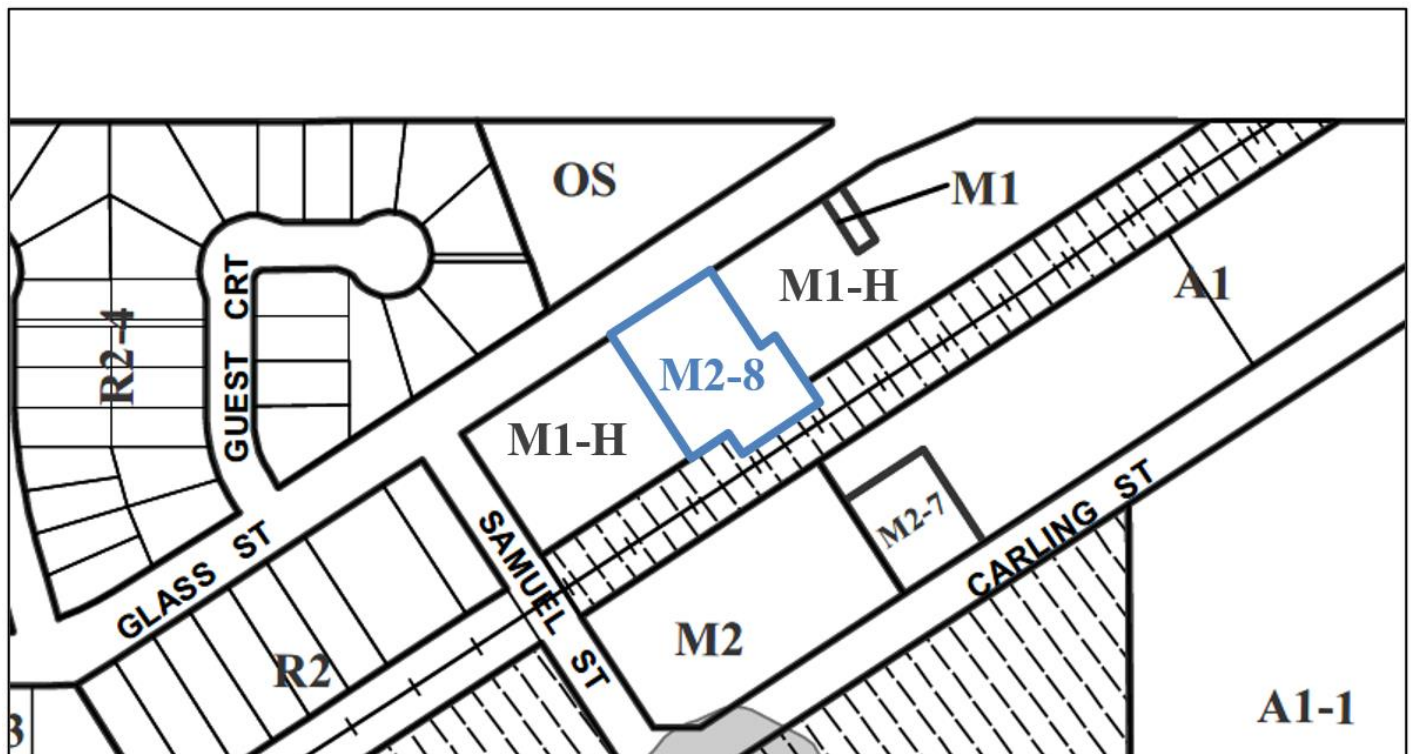 OS
M1
M1-H
A1
R2-4
GUEST CRT
M2-8
M1-H
M2-7
GLASS ST
SAMUEL ST
CARLING ST
M2
R2
A1-1
3